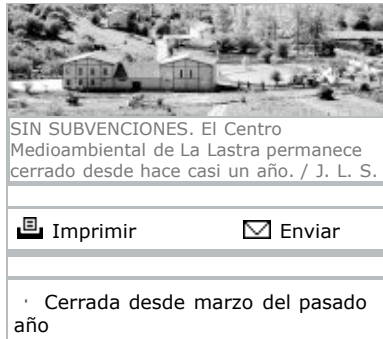 SIN SUBVENCIONES. El Centro
Medioambiental de La Lastra permanece
cerrado desde hace casi un año. / J. L. S.
Imprimir
Enviar
· Cerrada desde marzo del pasado
año